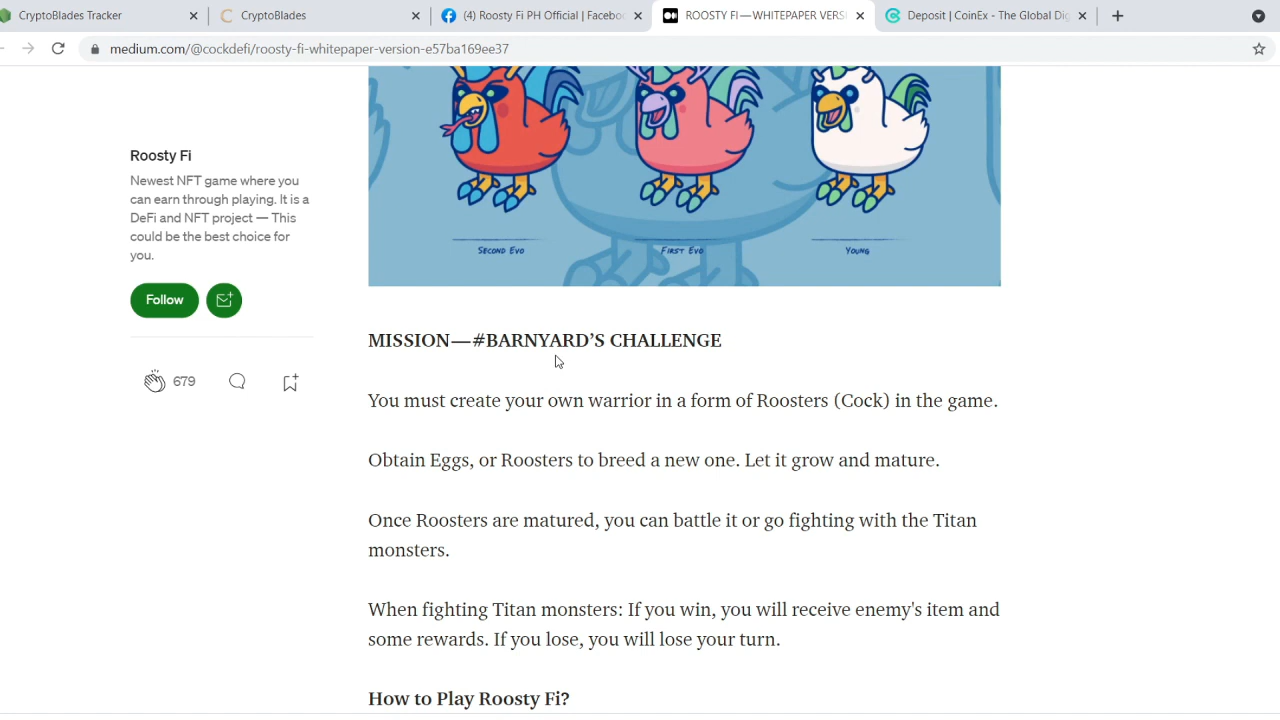 CryptoBlades Tracker
CryptoBlades
(4) Roosty Fi PH Official | Faceboo
ROOSTY FI — WHITEPAPER VERS
Deposit | CoinEx - The Global Dig
medium.com/@cockdefi/roosty-fi-whitepaper-version-e57ba169ee37
SECOND EVO
FIRST EVO
YOUNG
Roosty Fi
Newest NFT game where you
can earn through playing. It is a
DeFi and NFT project — This
could be the best choice for
you.
Follow
679
MISSION — #BARNYARD’S CHALLENGE
You must create your own warrior in a form of Roosters (Cock) in the game.
Obtain Eggs, or Roosters to breed a new one. Let it grow and mature.
Once Roosters are matured, you can battle it or go fighting with the Titan
monsters.
When fighting Titan monsters: If you win, you will receive enemy's item and
some rewards. If you lose, you will lose your turn.
How to Play Roosty Fi?